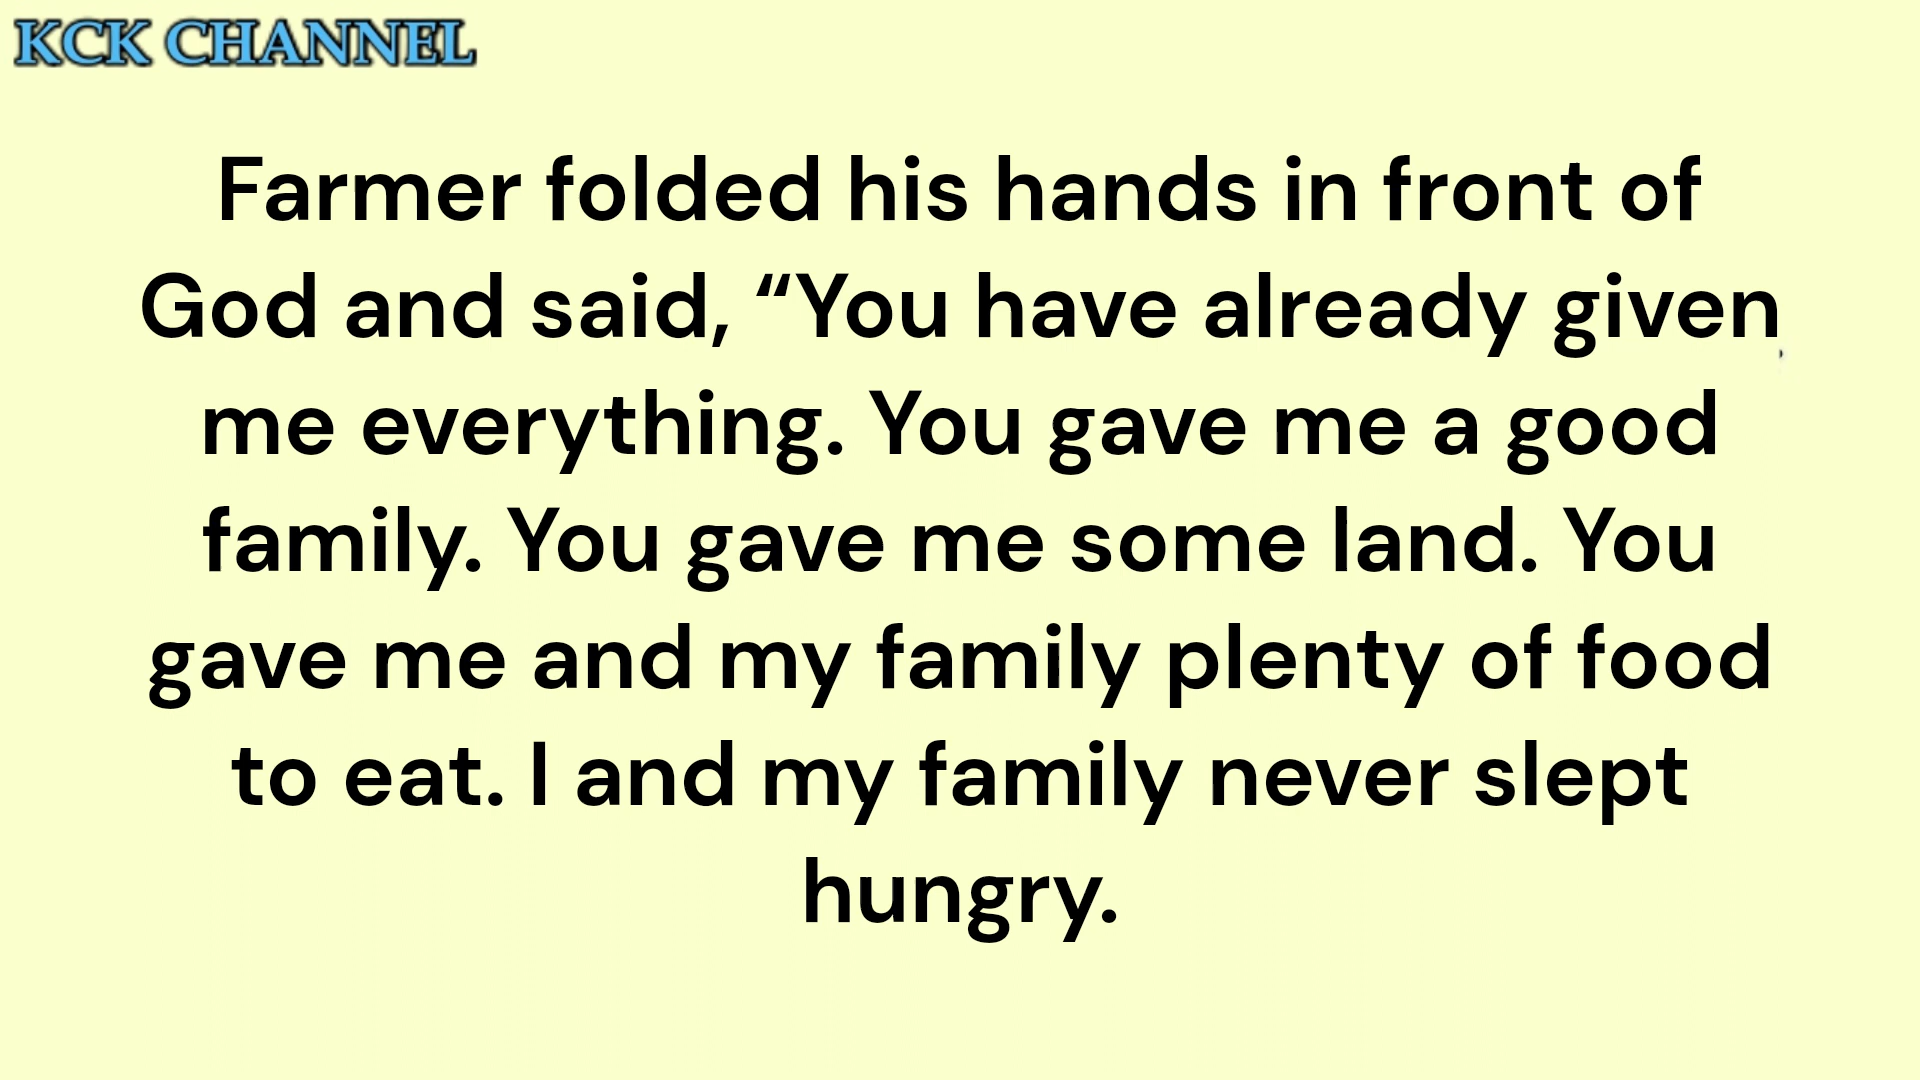 KCK CHANNEL
Farmer folded his hands in front of
God and said, “You have already given
me everything. You gave me a good
family. You gave me some land. You
gave me and my family plenty of food
to eat. I and my family never slept
hungry.